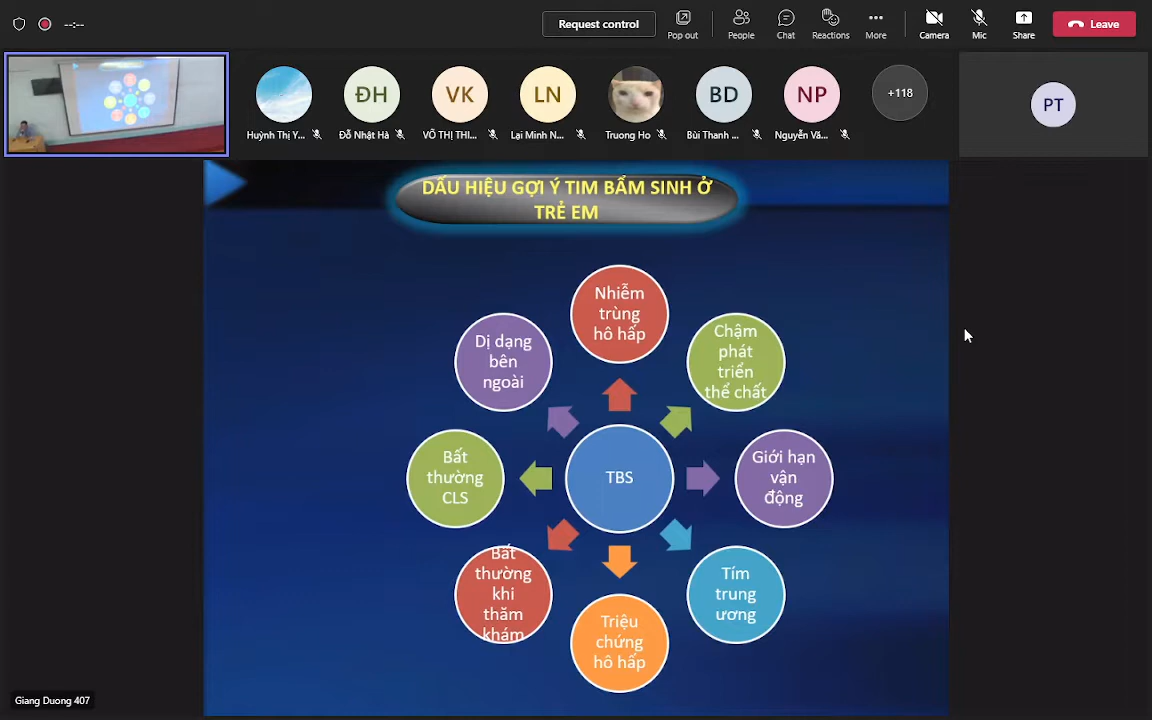 --:--
Request control
Pop out
People
Chat
Reactions
More
Camera
Mic
Share
Leave
ĐH
VK
LN
BD
NP
+118
PT
Huỳnh Thị Y...
Đỗ Nhật Hà
VÕ THỊ THI...
Lại Minh N...
Truong Ho
Bùi Thanh ...
Nguyễn Vă...
DẤU HIỆU GỢI Ý TIM BẨM SINH Ở
TRẺ EM
Nhiễm
trùng
hô hấp
Chậm
phát
triển
thể chất
Giới hạn
vận
động
Tím
trung
ương
Triệu
chứng
hô hấp
Bất
thường
khi
thăm
khám
Bất
thường
CLS
Dị dạng
bên
ngoài
TBS
Giang Duong 407